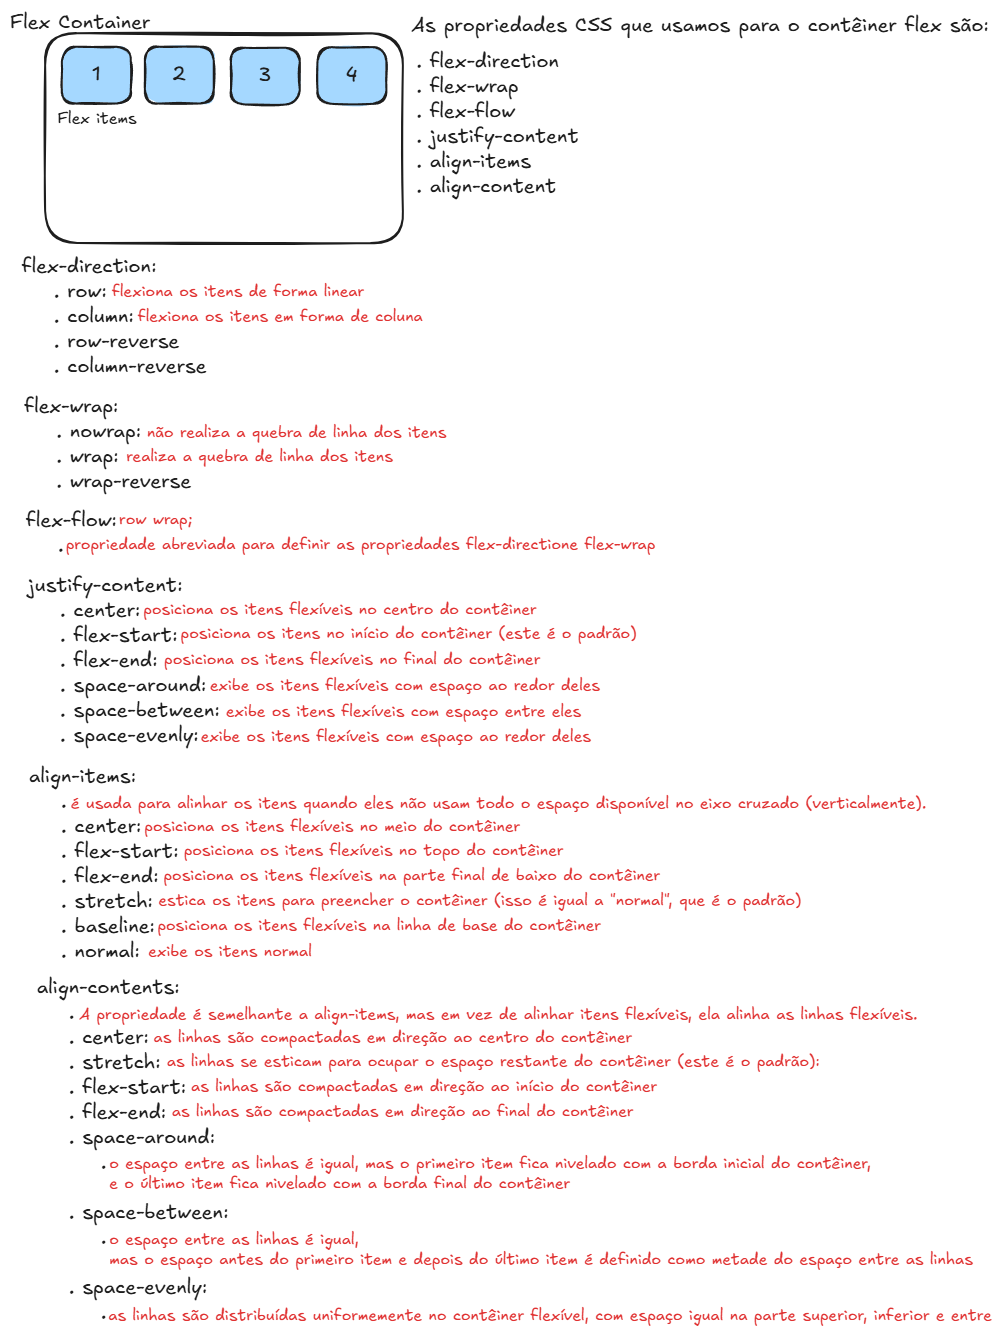 Flex Container
1 2 3 4
Flex items
As propriedades CSS que usamos para o contêiner flex são:
. flex-direction
. flex-wrap
. flex-flow
. justify-content
. align-items
. align-content
flex-direction:
. row: flexiona os itens de forma linear
. column: flexiona os itens em forma de coluna
. row-reverse
. column-reverse
flex-wrap:
. nowrap: não realiza a quebra de linha dos itens
. wrap: realiza a quebra de linha dos itens
. wrap-reverse
flex-flow: row wrap;
. propriedade abreviada para definir as propriedades flex-directione flex-wrap
justify-content:
. center: posiciona os itens flexíveis no centro do contêiner
. flex-start: posiciona os itens no início do contêiner (este é o padrão)
. flex-end: posiciona os itens flexíveis no final do contêiner
. space-around: exibe os itens flexíveis com espaço ao redor deles
. space-between: exibe os itens flexíveis com espaço entre eles
. space-evenly: exibe os itens flexíveis com espaço ao redor deles
align-items:
. é usada para alinhar os itens quando eles não usam todo o espaço disponível no eixo cruzado (verticalmente).
. center: posiciona os itens flexíveis no meio do contêiner
. flex-start: posiciona os itens flexíveis no topo do contêiner
. flex-end: posiciona os itens flexíveis na parte final de baixo do contêiner
. stretch: estica os itens para preencher o contêiner (isso é igual a "normal", que é o padrão)
. baseline: posiciona os itens flexíveis na linha de base do contêiner
. normal: exibe os itens normal
align-contents:
. A propriedade é semelhante a align-items, mas em vez de alinhar itens flexíveis, ela alinha as linhas flexíveis.
. center: as linhas são compactadas em direção ao centro do contêiner
. stretch: as linhas se esticam para ocupar o espaço restante do contêiner (este é o padrão):
. flex-start: as linhas são compactadas em direção ao início do contêiner
. flex-end: as linhas são compactadas em direção ao final do contêiner
. space-around:
. o espaço entre as linhas é igual, mas o primeiro item fica nivelado com a borda inicial do contêiner,
e o último item fica nivelado com a borda final do contêiner
. space-between:
. o espaço entre as linhas é igual,
mas o espaço antes do primeiro item e depois do último item é definido como metade do espaço entre as linhas
. space-evenly:
. as linhas são distribuídas uniformemente no contêiner flexível, com espaço igual na parte superior, inferior e entre